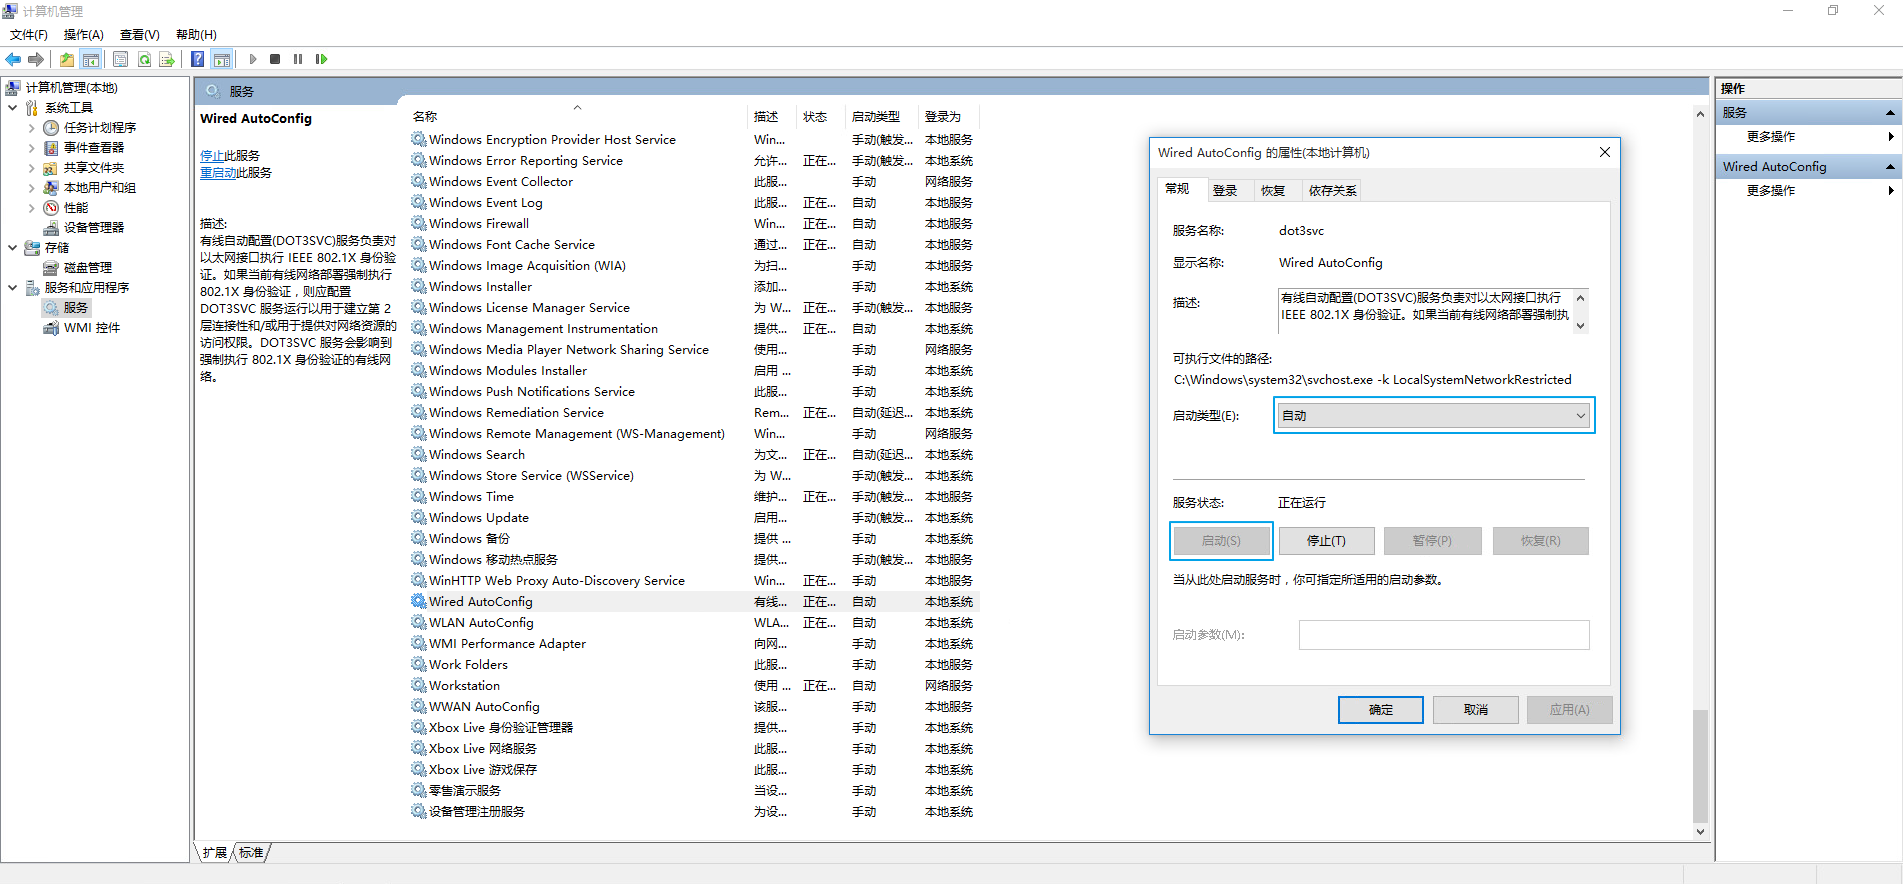 计算机管理
文件(F) 操作(A) 查看(V) 帮助(H)
计算机管理(本地)
系统工具
任务计划程序
事件查看器
共享文件夹
本地用户和组
性能
设备管理器
存储
磁盘管理
服务和应用程序
服务
WMI 控件
服务
Wired AutoConfig
停止此服务
重启动此服务
描述:
有线自动配置(DOT3SVC)服务负责对
以太网接口执行 IEEE 802.1X 身份验
证。如果当前有线网络部署强制执行
802.1X 身份验证，则应配置
DOT3SVC 服务运行以用于建立第 2
层连接性和/或用于提供对网络资源的
访问权限。DOT3SVC 服务会影响到
强制执行 802.1X 身份验证的有线网
络。
名称 描述 状态 启动类型 登录为
Windows Encryption Provider Host Service Win... 手动(触发... 本地服务
Windows Error Reporting Service 允许... 正在... 手动(触发... 本地系统
Windows Event Collector 此服... 手动 网络服务
Windows Event Log 此服... 正在... 自动 本地服务
Windows Firewall Win... 正在... 自动 本地服务
Windows Font Cache Service 通过... 正在... 自动 本地服务
Windows Image Acquisition (WIA) 为扫... 手动 本地服务
Windows Installer 添加... 手动 本地系统
Windows License Manager Service 为 W... 正在... 手动(触发... 本地服务
Windows Management Instrumentation 提供... 正在... 自动 本地系统
Windows Media Player Network Sharing Service 使用... 手动 网络服务
Windows Modules Installer 启用 ... 手动 本地系统
Windows Push Notifications Service 此服... 手动 本地系统
Windows Remediation Service Rem... 正在... 自动(延迟... 本地系统
Windows Remote Management (WS-Management) Win... 手动 网络服务
Windows Search 为文... 正在... 自动(延迟... 本地系统
Windows Store Service (WSService) 为 W... 手动(触发... 本地系统
Windows Time 维护... 正在... 手动(触发... 本地服务
Windows Update 启用... 手动(触发... 本地系统
Windows 备份 提供 ... 手动 本地系统
Windows 移动热点服务 提供... 手动(触发... 本地服务
WinHTTP Web Proxy Auto-Discovery Service Win... 正在... 手动 本地服务
Wired AutoConfig 有线... 正在... 自动 本地系统
WLAN AutoConfig WLA... 正在... 自动 本地系统
WMI Performance Adapter 向网... 手动 本地系统
Work Folders 此服... 手动 本地服务
Workstation 使用 ... 正在... 自动 网络服务
WWAN AutoConfig 该服... 手动 本地服务
Xbox Live 身份验证管理器 提供... 手动 本地系统
Xbox Live 网络服务 此服... 手动 本地系统
Xbox Live 游戏保存 此服... 手动 本地系统
零售演示服务 当设... 手动 本地系统
设备管理注册服务 为设... 手动 本地系统
扩展 标准
Wired AutoConfig 的属性(本地计算机)
常规 登录 恢复 依存关系
服务名称: dot3svc
显示名称: Wired AutoConfig
描述: 有线自动配置(DOT3SVC)服务负责对以太网接口执行
IEEE 802.1X 身份验证。如果当前有线网络部署强制执
可执行文件的路径:
C:\Windows\system32\svchost.exe -k LocalSystemNetworkRestricted
启动类型(E): 自动
服务状态: 正在运行
启动(S) 停止(T) 暂停(P) 恢复(R)
当从此处启动服务时，你可指定所适用的启动参数。
启动参数(M):
确定 取消 应用(A)
操作
服务
更多操作
Wired AutoConfig
更多操作